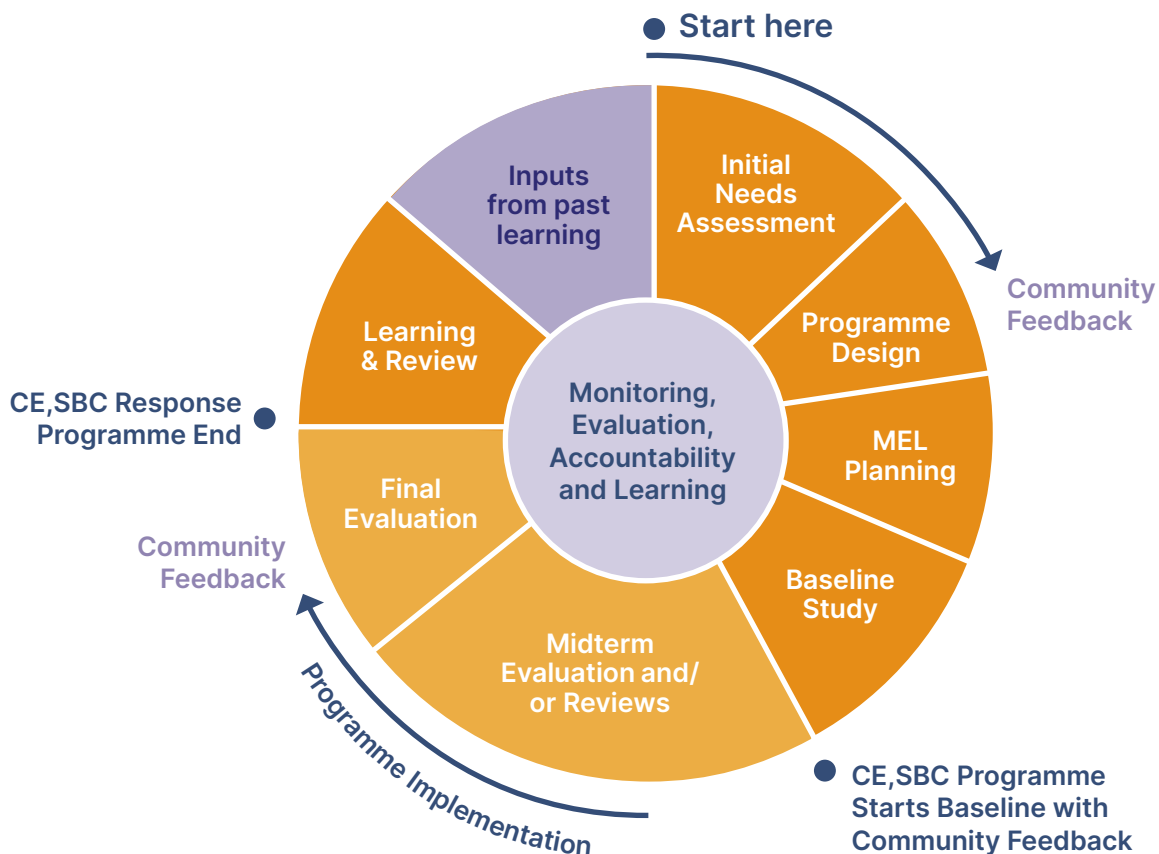 Start here
Initial
Needs
Assessment
Community
Feedback
Programme
Design
MEL
Planning
Baseline
Study
CE,SBC Programme
Starts Baseline with
Community Feedback
Midterm
Evaluation and/
or Reviews
Programme Implementation
Final
Evaluation
Community
Feedback
CE,SBC Response
Programme End
Learning
& Review
Inputs
from past
learning
Monitoring,
Evaluation,
Accountability
and Learning